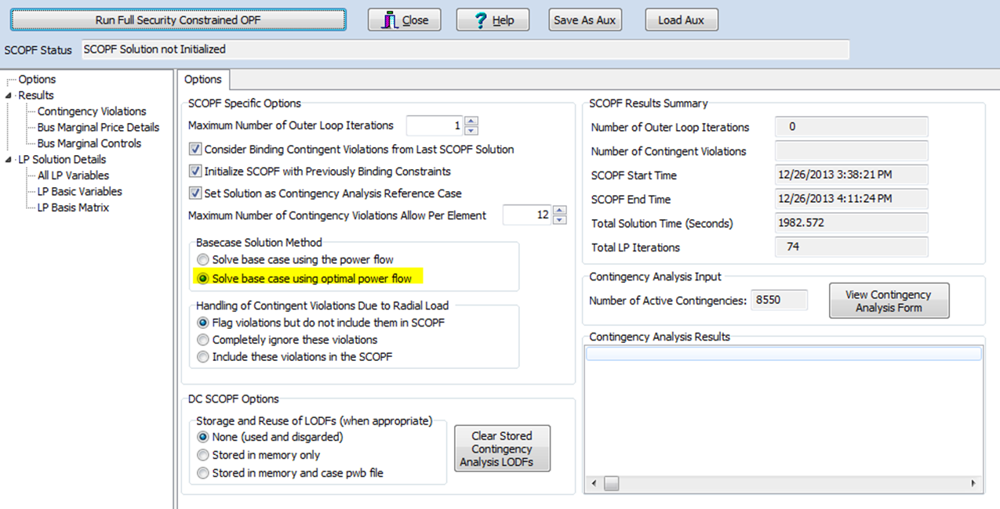 Run Full Security Constrained OPF
Close
Help
Save As Aux
Load Aux
SCOPF Status
SCOPF Solution not Initialized
Options
Results
Contingency Violations
Bus Marginal Price Details
Bus Marginal Controls
LP Solution Details
All LP Variables
LP Basic Variables
LP Basis Matrix
Options
SCOPF Specific Options
Maximum Number of Outer Loop Iterations 1
Consider Binding Contingent Violations from Last SCOPF Solution
Initialize SCOPF with Previously Binding Constraints
Set Solution as Contingency Analysis Reference Case
Maximum Number of Contingency Violations Allow Per Element 12
Basecase Solution Method
Solve base case using the power flow
Solve base case using optimal power flow
Handling of Contingent Violations Due to Radial Load
Flag violations but do not include them in SCOPF
Completely ignore these violations
Include these violations in the SCOPF
DC SCOPF Options
Storage and Reuse of LODFs (when appropriate)
None (used and disgarded)
Stored in memory only
Stored in memory and case pwb file
Clear Stored
Contingency
Analysis LODFs
SCOPF Results Summary
Number of Outer Loop Iterations 0
Number of Contingent Violations
SCOPF Start Time 12/26/2013 3:38:21 PM
SCOPF End Time 12/26/2013 4:11:24 PM
Total Solution Time (Seconds) 1982.572
Total LP Iterations 74
Contingency Analysis Input
Number of Active Contingencies: 8550
View Contingency
Analysis Form
Contingency Analysis Results